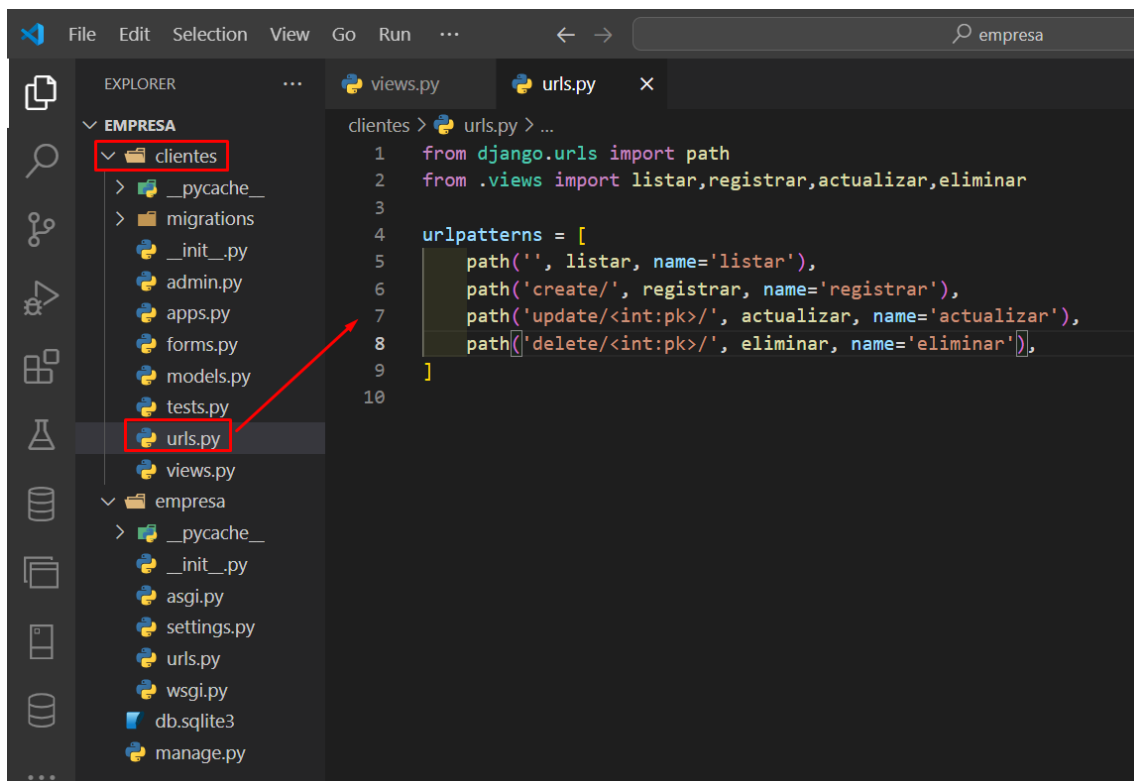 File Edit Selection View Go Run ... empresa
EXPLORER ...
EMPRESA
clientes
__pycache__
migrations
__init__.py
admin.py
apps.py
forms.py
models.py
tests.py
urls.py
views.py
empresa
__pycache__
__init__.py
asgi.py
settings.py
urls.py
wsgi.py
db.sqlite3
manage.py
views.py urls.py
clientes > urls.py > ...
1 from django.urls import path
2 from .views import listar,registrar,actualizar,eliminar
3
4 urlpatterns = [
5     path('', listar, name='listar'),
6     path('create/', registrar, name='registrar'),
7     path('update/<int:pk>/', actualizar, name='actualizar'),
8     path('delete/<int:pk>/', eliminar, name='eliminar'),
9 ]
10